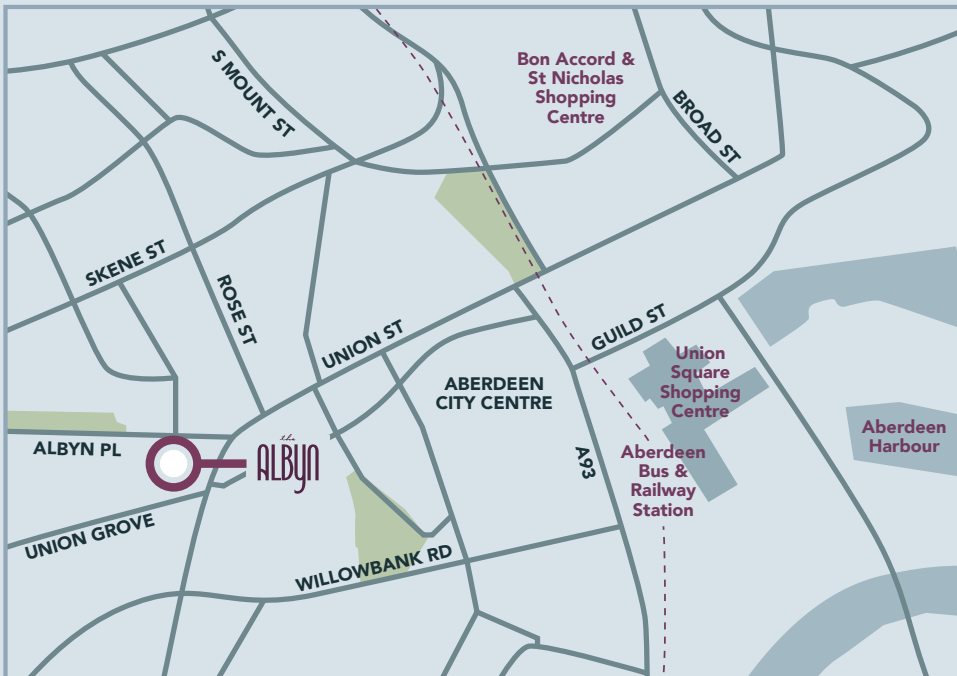 S MOUNT ST
Bon Accord &
St Nicholas
Shopping
Centre
BROAD ST
SKENE ST
ROSE ST
UNION ST
GUILD ST
Union
Square
Shopping
Centre
ABERDEEN
CITY CENTRE
Aberdeen
Harbour
ALBYN PL
the
ALBYN
A93
Aberdeen
Bus &
Railway
Station
UNION GROVE
WILLOWBANK RD